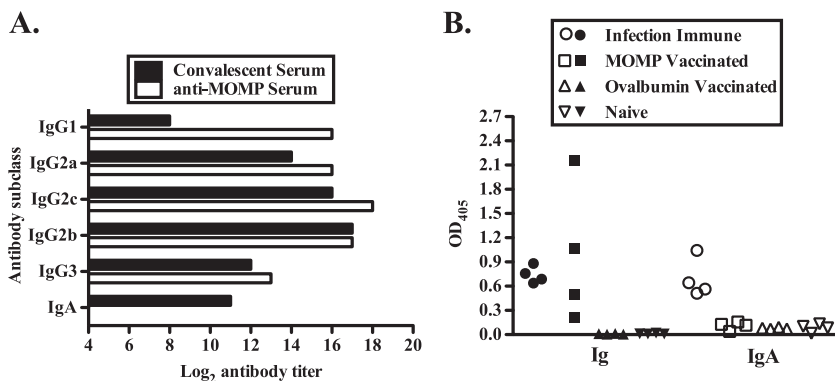 A.
Convalescent Serum
anti-MOMP Serum
Antibody subclass
IgG1
IgG2a
IgG2c
IgG2b
IgG3
IgA
4 6 8 10 12 14 16 18 20
Log₂ antibody titer
B.
Infection Immune
MOMP Vaccinated
Ovalbumin Vaccinated
Naive
OD₄₀₅
2.7
2.4
2.1
1.8
1.5
1.2
0.9
0.6
0.3
0.0
Ig IgA